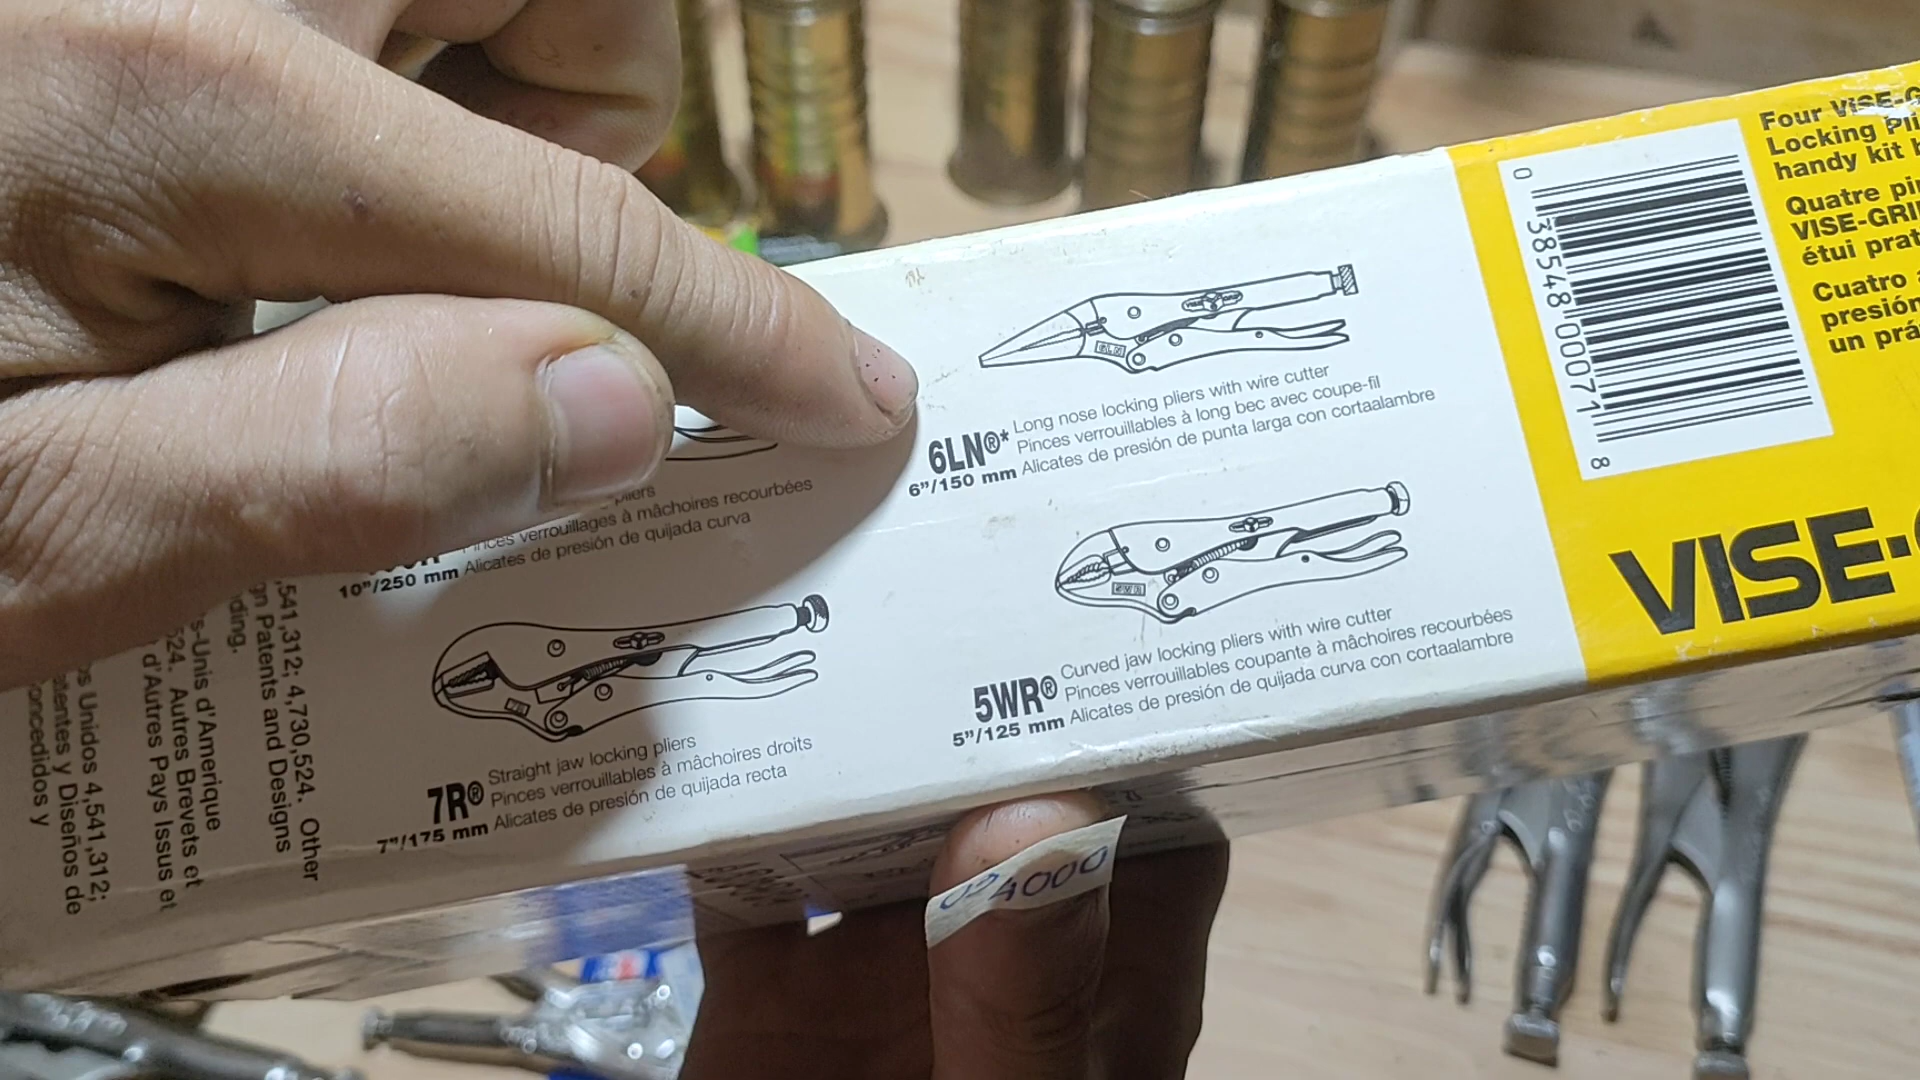 Long nose locking pliers with wire cutter
6LN®* Pinces verrouillables à long bec avec coupe-fil
6"/150 mm Alicates de presión de punta larga con cortaalambre
Curved jaw locking pliers with wire cutter
5WR® Pinces verrouillables coupante à mâchoires recourbées
5"/125 mm Alicates de presión de quijada curva con cortaalambre
pliers
Pinces verrouillages à mâchoires recourbées
10"/250 mm Alicates de presión de quijada curva
Straight jaw locking pliers
7R® Pinces verrouillables à mâchoires droits
7"/175 mm Alicates de presión de quijada recta
,541,312; 4,730,524. Other
gn Patents and Designs
ding.
s-Unis d'Amerique
524. Autres Brevets et
d'Autres Pays Issus et
os Unidos 4,541,312;
atentes y Diseños de
oncedidos y
0 38548 00071 8
Four VISE-G
Locking Pli
handy kit
Quatre pi
VISE-GRI
étui prat
Cuatro
presión
un prá
VISE-
024000